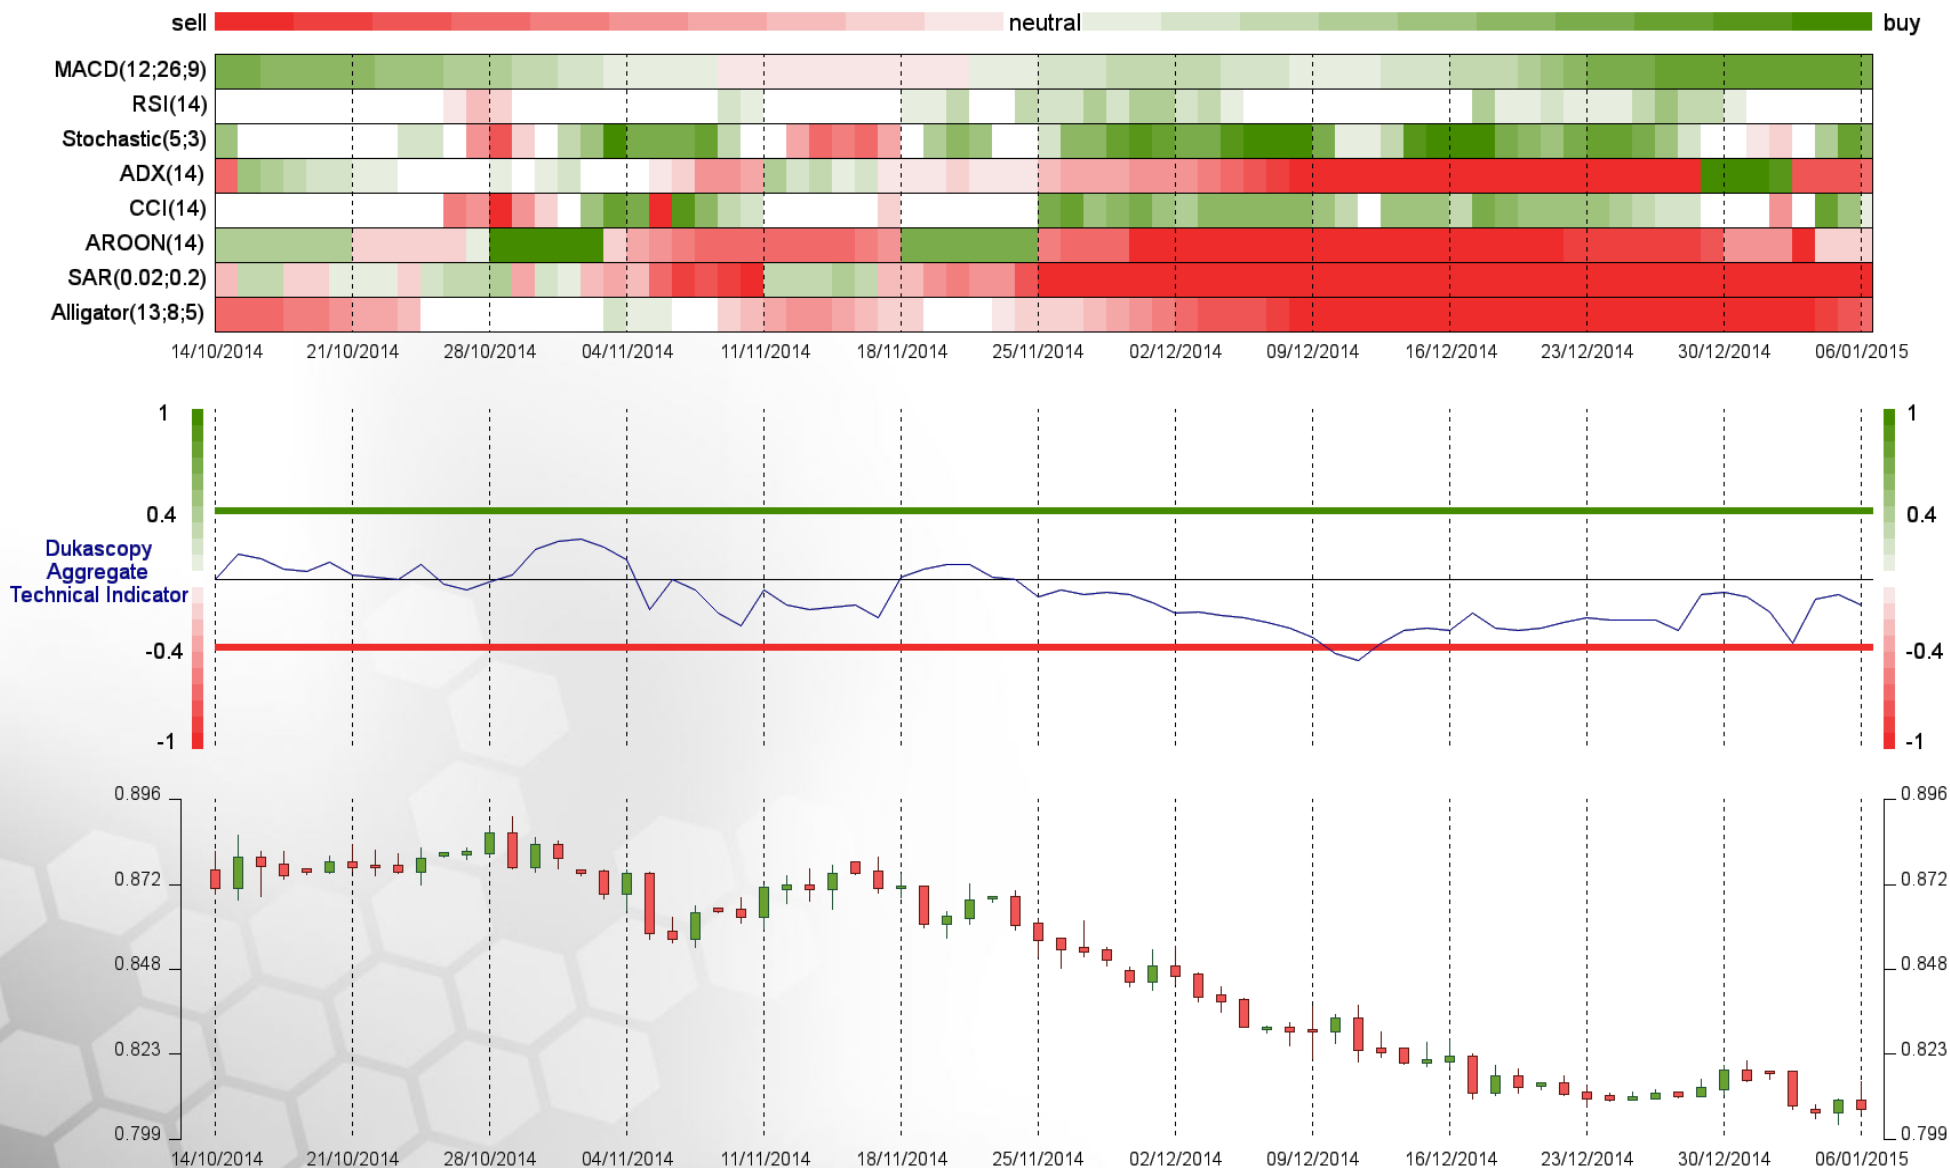 sell neutral buy
MACD(12;26;9)
RSI(14)
Stochastic(5;3)
ADX(14)
CCI(14)
AROON(14)
SAR(0.02;0.2)
Alligator(13;8;5)
14/10/2014 21/10/2014 28/10/2014 04/11/2014 11/11/2014 18/11/2014 25/11/2014 02/12/2014 09/12/2014 16/12/2014 23/12/2014 30/12/2014 06/01/2015
1 1
0.4 0.4
Dukascopy
Aggregate
Technical Indicator
-0.4 -0.4
-1 -1
0.896 0.896
0.872 0.872
0.848 0.848
0.823 0.823
0.799 0.799
14/10/2014 21/10/2014 28/10/2014 04/11/2014 11/11/2014 18/11/2014 25/11/2014 02/12/2014 09/12/2014 16/12/2014 23/12/2014 30/12/2014 06/01/2015